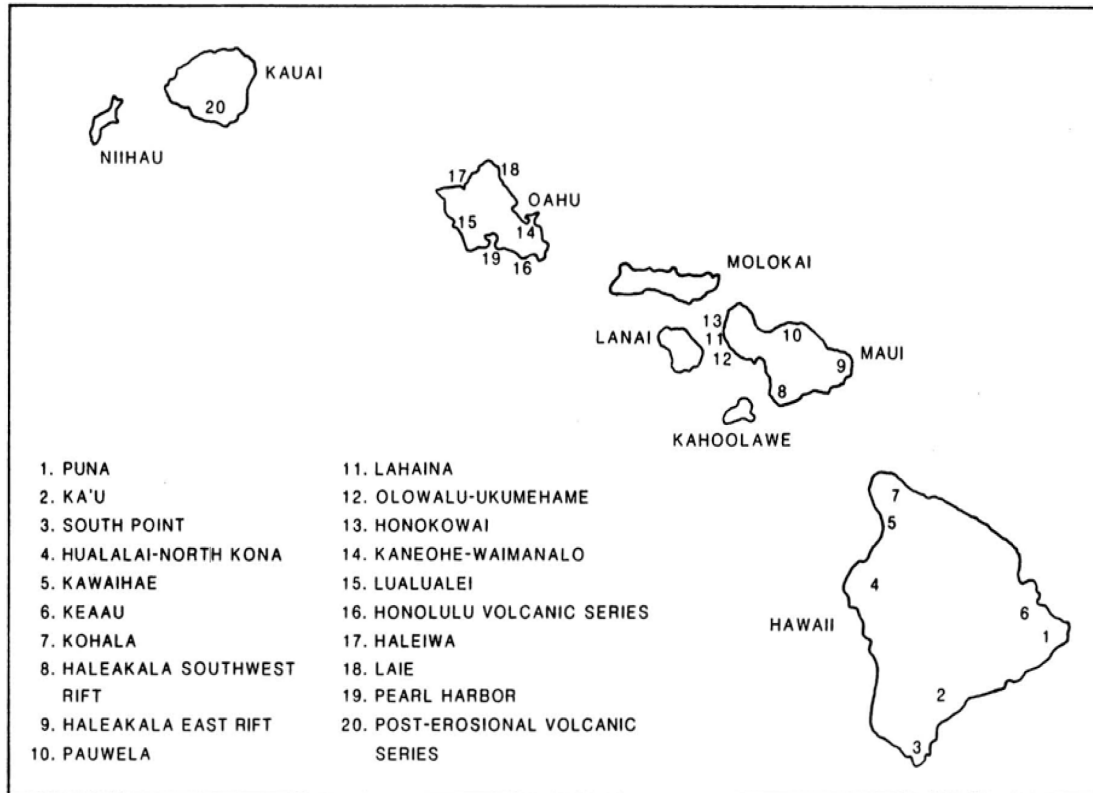 KAUAI
20
NIIHAU
17
18
OAHU
15
14
19
16
MOLOKAI
13
LANAI
11
10
12
MAUI
9
8
KAHOOLAWE
7
5
4
6
HAWAII
1
2
3
1. PUNA
2. KA'U
3. SOUTH POINT
4. HUALALAI-NORTH KONA
5. KAWAIHAE
6. KEAAU
7. KOHALA
8. HALEAKALA SOUTHWEST
RIFT
9. HALEAKALA EAST RIFT
10. PAUWELA
11. LAHAINA
12. OLOWALU-UKUMEHAME
13. HONOKOWAI
14. KANEOHE-WAIMANALO
15. LUALUALEI
16. HONOLULU VOLCANIC SERIES
17. HALEIWA
18. LAIE
19. PEARL HARBOR
20. POST-EROSIONAL VOLCANIC
SERIES